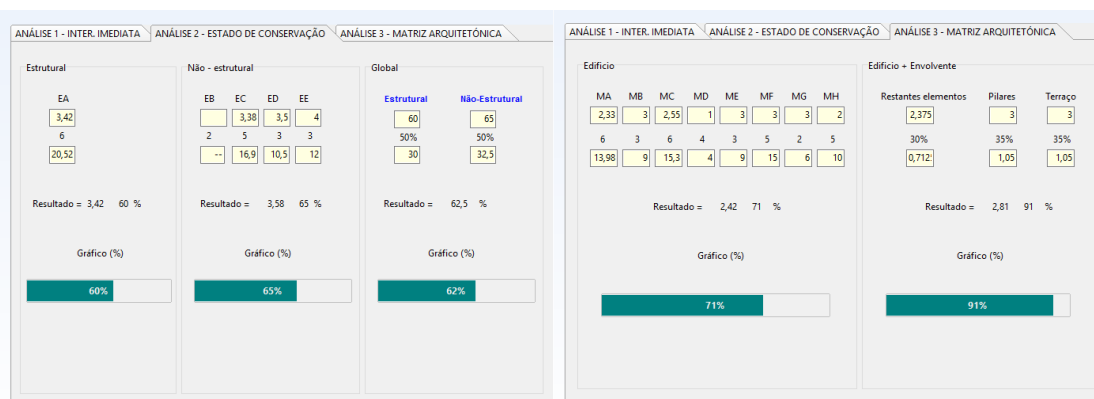 ANÁLISE 1 - INTER. IMEDIATA ANÁLISE 2 - ESTADO DE CONSERVAÇÃO ANÁLISE 3 - MATRIZ ARQUITETÓNICA
Estrutural
EA
3,42
6
20,52
Resultado = 3,42 60 %
Gráfico (%)
60%
Não - estrutural
EB EC ED EE
3,38 3,5 4
2 5 3 3
-- 16,9 10,5 12
Resultado = 3,58 65 %
Gráfico (%)
65%
Global
Estrutural Não-Estrutural
60 65
50% 50%
30 32,5
Resultado = 62,5 %
Gráfico (%)
62%
ANÁLISE 1 - INTER. IMEDIATA ANÁLISE 2 - ESTADO DE CONSERVAÇÃO ANÁLISE 3 - MATRIZ ARQUITETÓNICA
Edificio
MA MB MC MD ME MF MG MH
2,33 3 2,55 1 3 3 3 2
6 3 6 4 3 5 2 5
13,98 9 15,3 4 9 15 6 10
Resultado = 2,42 71 %
Gráfico (%)
71%
Edificio + Envolvente
Restantes elementos Pilares Terraço
2,375 3 3
30% 35% 35%
0,712 1,05 1,05
Resultado = 2,81 91 %
Gráfico (%)
91%